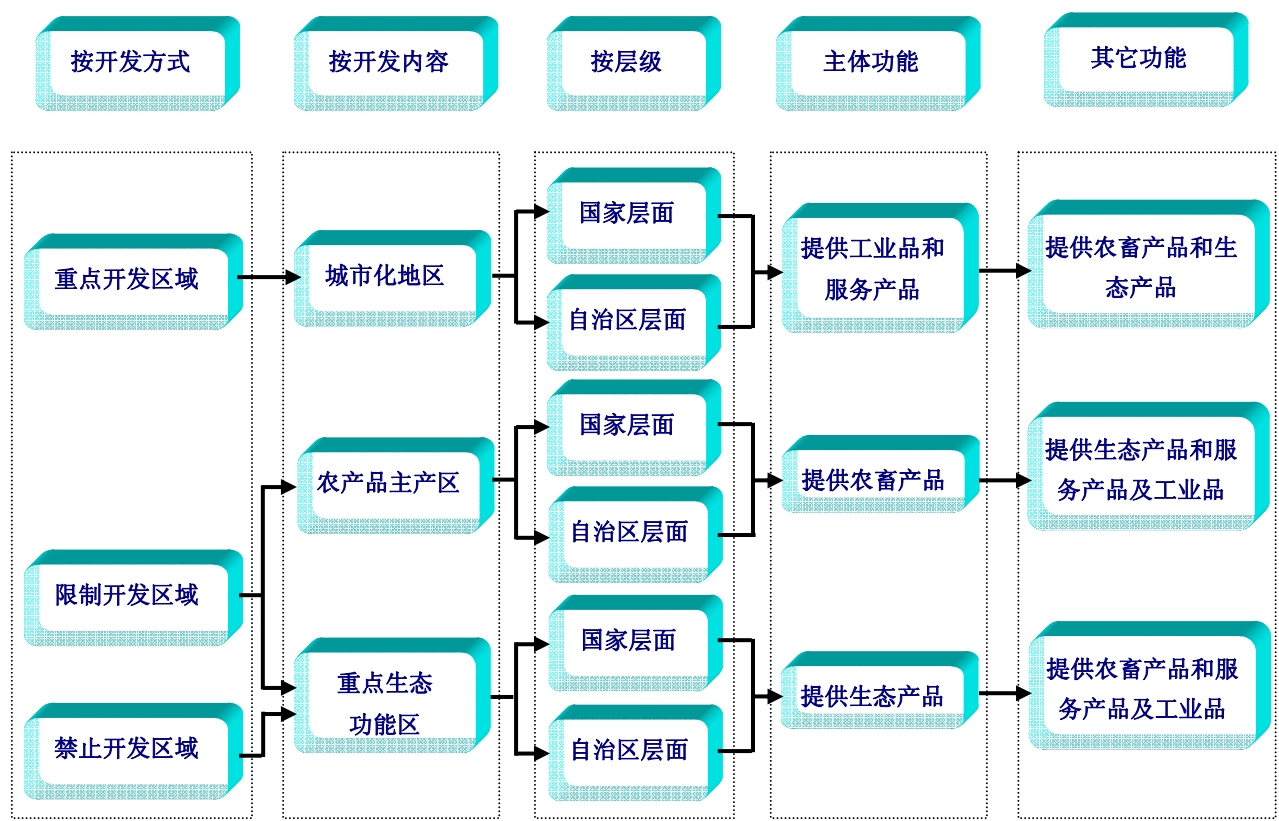 按开发方式
按开发内容
按层级
主体功能
其它功能
重点开发区域
限制开发区域
禁止开发区域
城市化地区
农产品主产区
重点生态
功能区
国家层面
自治区层面
国家层面
自治区层面
国家层面
自治区层面
提供工业品和
服务产品
提供农畜产品
提供生态产品
提供农畜产品和生
态产品
提供生态产品和服
务产品及工业品
提供农畜产品和服
务产品及工业品